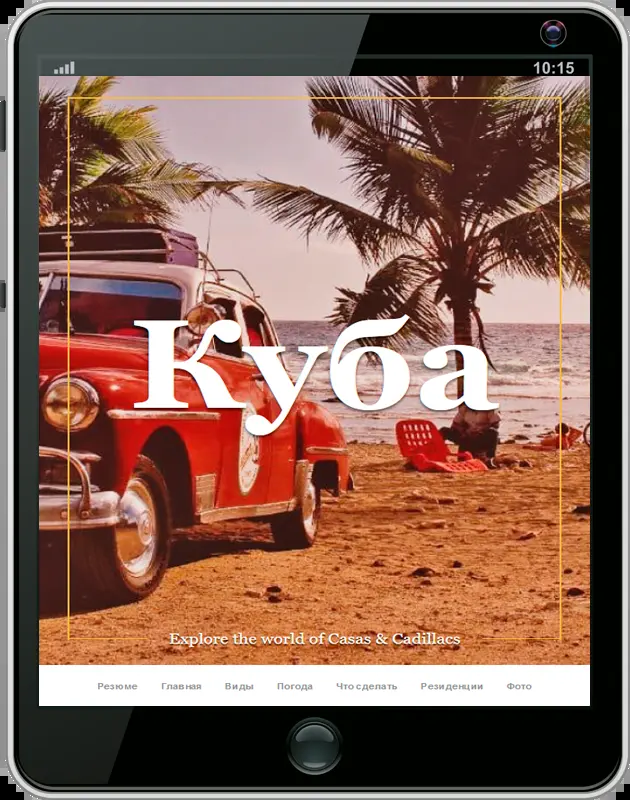 10:15
Куба
Explore the world of Casas & Cadillacs
Резюме Главная Виды Погода Что сделать Резиденции Фото